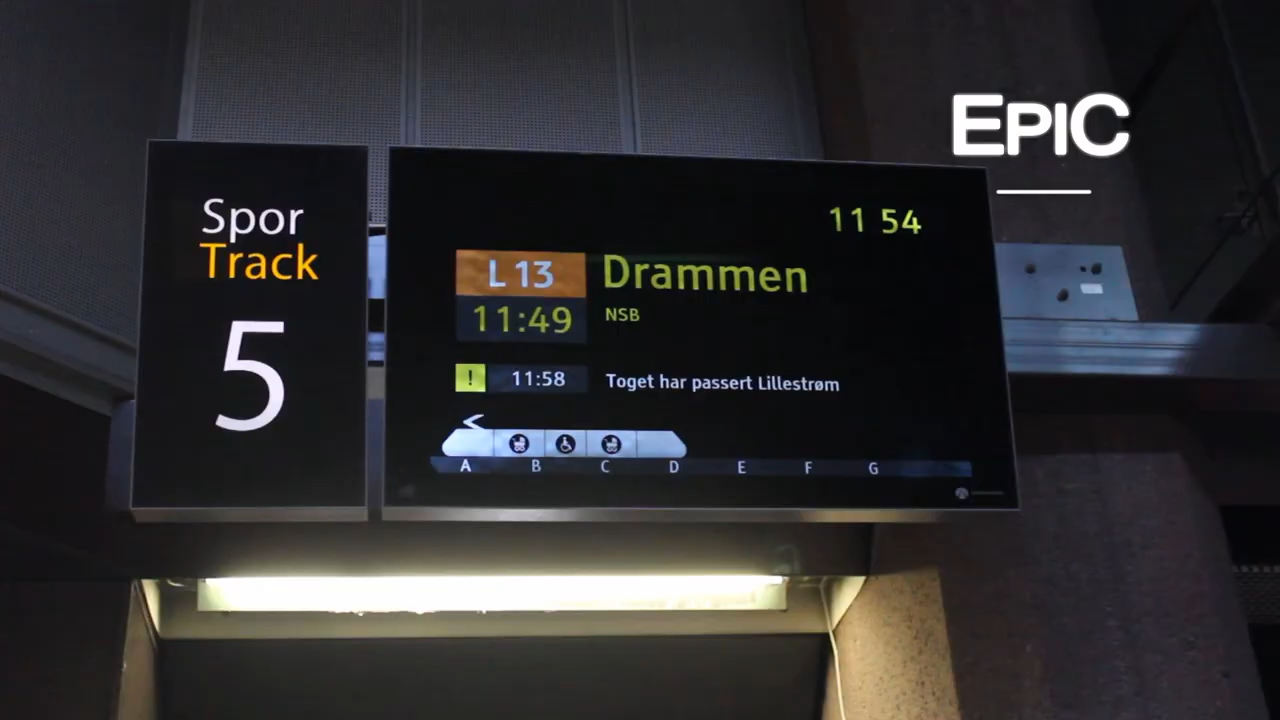 EPIC
Spor
Track
5
11 54
L 13
Drammen
11:49
NSB
!
11:58
Toget har passert Lillestrøm
<
A B C D E F G